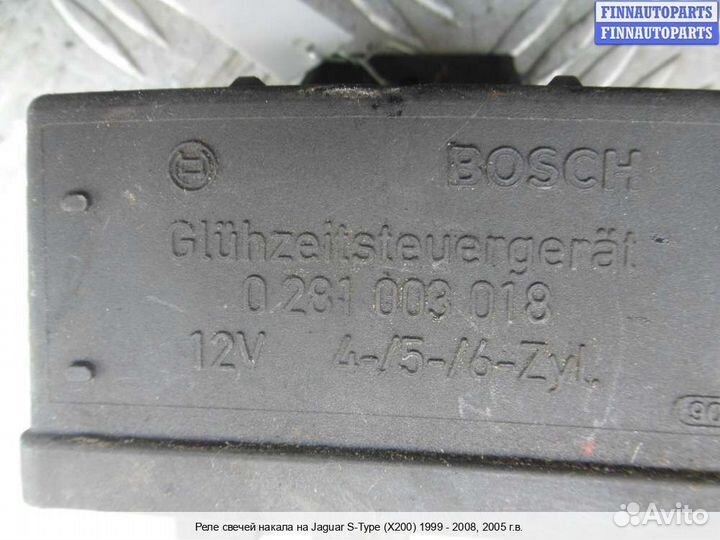 FINNAUTOPARTS
FINNAUTOPARTS
BOSCH
Glühzeitsteuergerät
0 281 003 018
12V 4-/5-/6-Zyl.
Реле свечей накала на Jaguar S-Type (X200) 1999 - 2008, 2005 г.в.
Avito